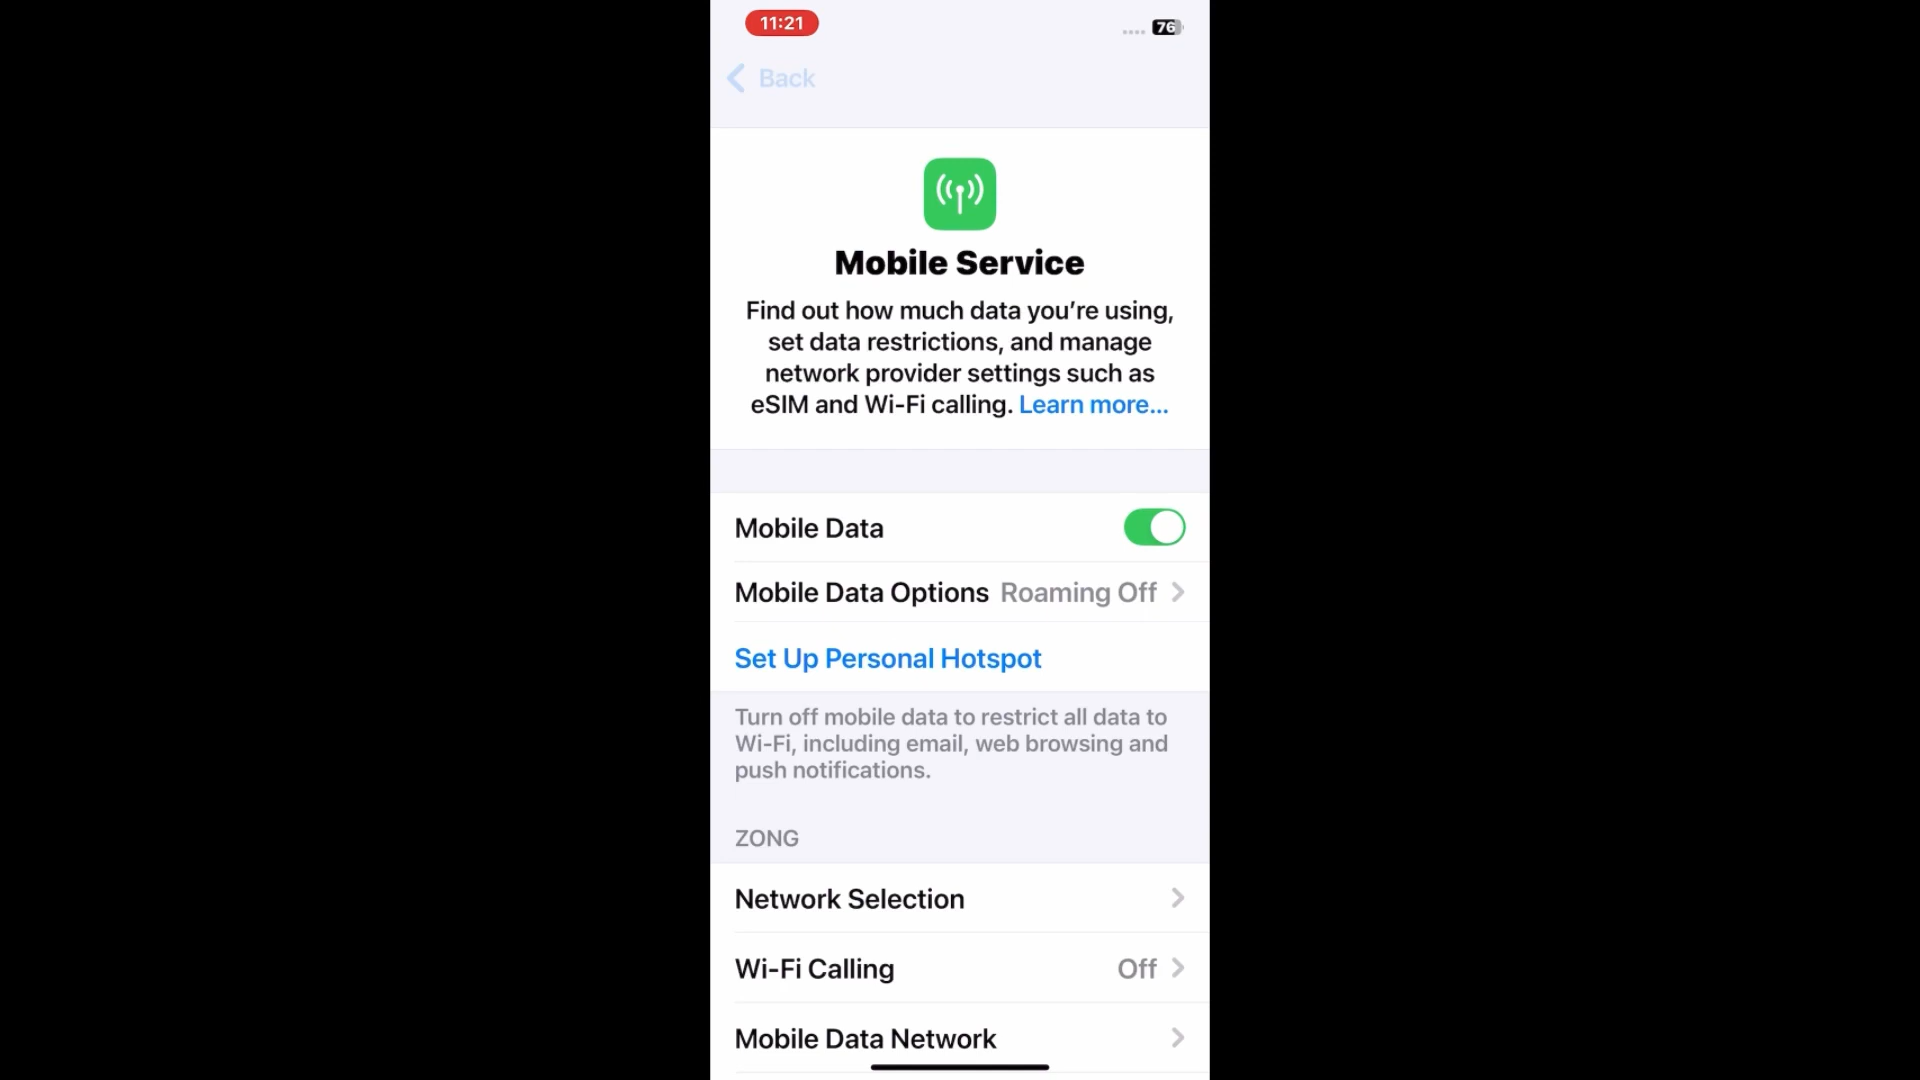 11:21
76
Back
Mobile Service
Find out how much data you’re using,
set data restrictions, and manage
network provider settings such as
eSIM and Wi-Fi calling. Learn more...
Mobile Data
Mobile Data Options Roaming Off
Set Up Personal Hotspot
Turn off mobile data to restrict all data to
Wi-Fi, including email, web browsing and
push notifications.
ZONG
Network Selection
Wi-Fi Calling Off
Mobile Data Network